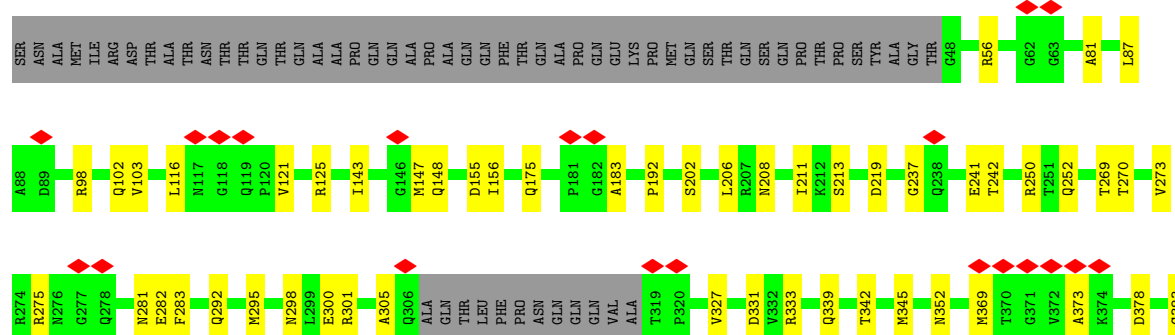 SER ASN ALA MET ILE ARG ASP THR ALA THR ASN THR THR GLN THR GLN ALA ALA PRO GLN GLN ALA PRO ALA GLN GLN PHE THR GLN ALA PRO GLN GLU LYS PRO MET GLN SER THR GLN SER GLN PRO THR PRO SER TYR ALA GLY THR G48 R56 G62 G63 A81 L87
A88 D89 R98 Q102 V103 L116 N117 G118 Q119 P120 V121 R125 I143 G146 M147 Q148 D155 I156 Q175 P181 G182 A183 P192 S202 L206 R207 N208 I211 K212 S213 D219 G237 Q238 E241 T242 R250 T251 Q252 T269 T270 V273
R274 R275 N276 G277 Q278 N281 E282 F283 Q292 M295 N298 L299 E300 R301 A305 Q306 ALA GLN THR LEU PHE PRO ASN GLN GLN GLN VAL ALA T319 P320 V327 D331 V332 R333 Q339 T342 M345 N352 M369 T370 G371 V372 A373 K374 D378